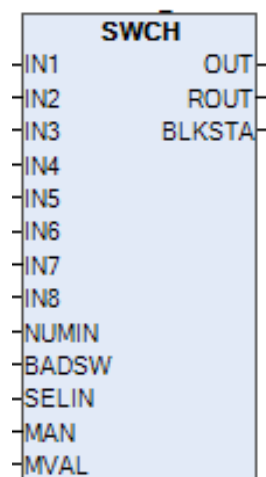 SWCH
IN1 OUT
IN2 ROUT
IN3 BLKSTA
IN4
IN5
IN6
IN7
IN8
NUMIN
BADSW
SELIN
MAN
MVAL